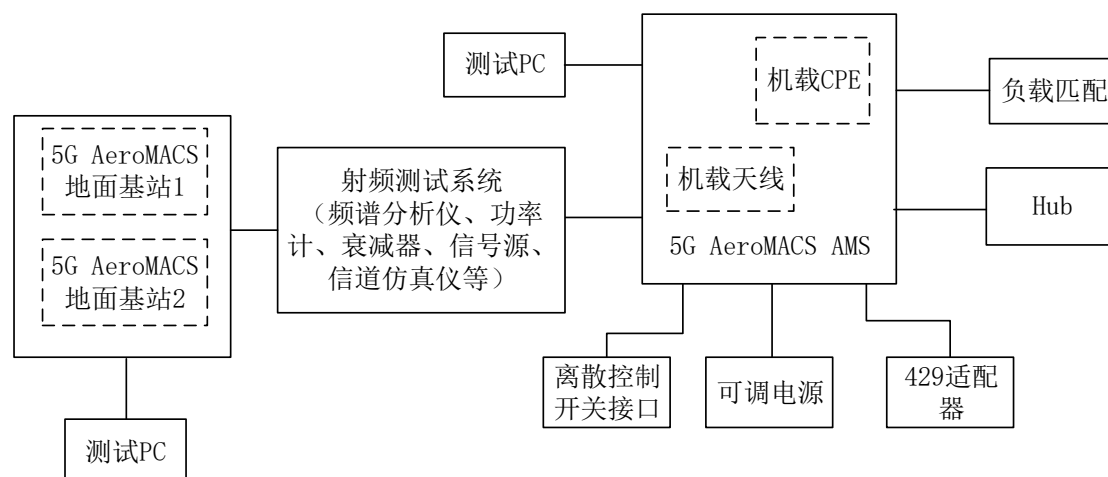 测试PC
机载CPE
负载匹配
5G AeroMACS
地面基站1
射频测试系统
（频谱分析仪、功率
计、衰减器、信号源、
信道仿真仪等）
机载天线
Hub
5G AeroMACS AMS
5G AeroMACS
地面基站2
离散控制
开关接口
可调电源
429适配
器
测试PC